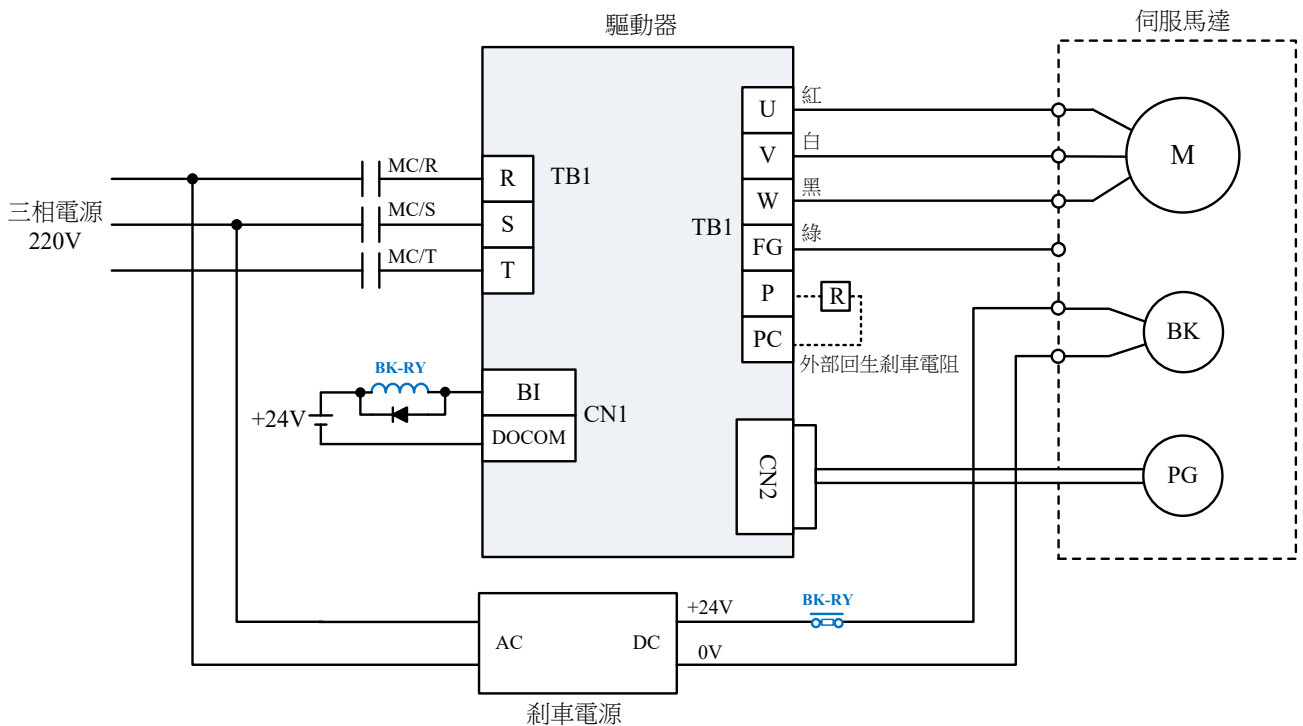 驅動器
伺服馬達
三相電源
220V
MC/R
MC/S
MC/T
R
S
T
TB1
U
V
W
FG
P
PC
TB1
紅
白
黑
綠
R
外部回生剎車電阻
M
BK
PG
BK-RY
+24V
BI
DOCOM
CN1
CN2
AC
DC
+24V
0V
BK-RY
剎車電源